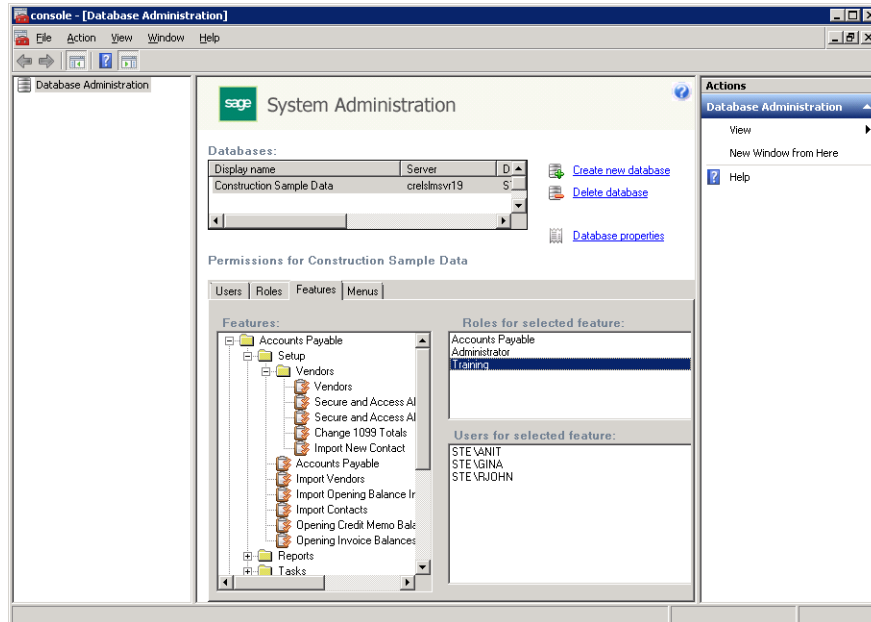 console - [Database Administration]
File Action View Window Help
Database Administration
sage System Administration
Databases:
Display name Server D
Construction Sample Data crelslmsvr19 S
Create new database
Delete database
Database properties
Permissions for Construction Sample Data
Users Roles Features Menus
Features:
Accounts Payable
Setup
Vendors
Vendors
Secure and Access Al
Secure and Access Al
Change 1099 Totals
Import New Contact
Accounts Payable
Import Vendors
Import Opening Balance Ir
Import Contacts
Opening Credit Memo Bala
Opening Invoice Balances
Reports
Tasks
Roles for selected feature:
Accounts Payable
Administrator
Training
Users for selected feature:
STE\ANIT
STE\GINA
STE\RJOHN
Actions
Database Administration
View
New Window from Here
Help